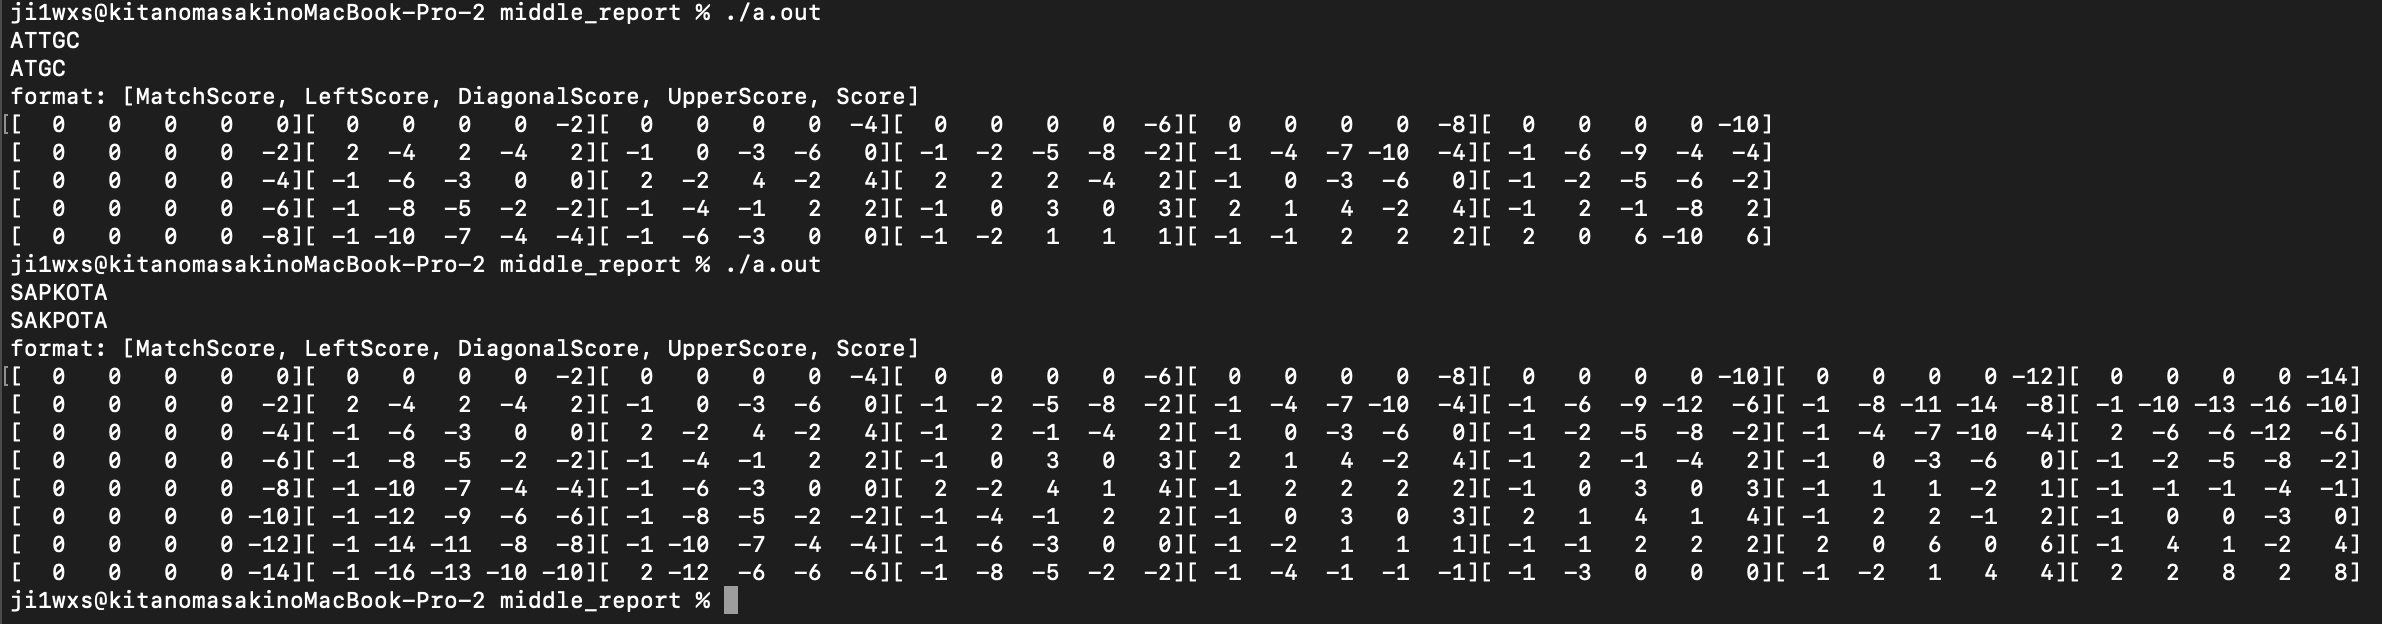 ji1wxs@kitanomasakinoMacBook-Pro-2 middle_report % ./a.out
ATTGC
ATGC
format: [MatchScore, LeftScore, DiagonalScore, UpperScore, Score]
[[  0   0   0   0   0][  0   0   0   0  -2][  0   0   0   0  -4][  0   0   0   0  -6][  0   0   0   0  -8][  0   0   0   0 -10]
[  0   0   0   0  -2][  2  -4   2  -4   2][ -1   0  -3  -6   0][ -1  -2  -5  -8  -2][ -1  -4  -7 -10  -4][ -1  -6  -9  -4  -4]
[  0   0   0   0  -4][ -1  -6  -3   0   0][  2  -2   4  -2   4][  2   2   2  -4   2][ -1   0  -3  -6   0][ -1  -2  -5  -6  -2]
[  0   0   0   0  -6][ -1  -8  -5  -2  -2][ -1  -4  -1   2   2][ -1   0   3   0   3][  2   1   4  -2   4][ -1   2  -1  -8   2]
[  0   0   0   0  -8][ -1 -10  -7  -4  -4][ -1  -6  -3   0   0][ -1  -2   1   1   1][ -1  -1   2   2   2][  2   0   6 -10   6]
ji1wxs@kitanomasakinoMacBook-Pro-2 middle_report % ./a.out
SAPKOTA
SAKPOTA
format: [MatchScore, LeftScore, DiagonalScore, UpperScore, Score]
[[  0   0   0   0   0][  0   0   0   0  -2][  0   0   0   0  -4][  0   0   0   0  -6][  0   0   0   0  -8][  0   0   0   0 -10][  0   0   0   0 -12][  0   0   0   0 -14]
[  0   0   0   0  -2][  2  -4   2  -4   2][ -1   0  -3  -6   0][ -1  -2  -5  -8  -2][ -1  -4  -7 -10  -4][ -1  -6  -9 -12  -6][ -1  -8 -11 -14  -8][ -1 -10 -13 -16 -10]
[  0   0   0   0  -4][ -1  -6  -3   0   0][  2  -2   4  -2   4][ -1   2  -1  -4   2][ -1   0  -3  -6   0][ -1  -2  -5  -8  -2][ -1  -4  -7 -10  -4][  2  -6  -6 -12  -6]
[  0   0   0   0  -6][ -1  -8  -5  -2  -2][ -1  -4  -1   2   2][ -1   0   3   0   3][  2   1   4  -2   4][ -1   2  -1  -4   2][ -1   0  -3  -6   0][ -1  -2  -5  -8  -2]
[  0   0   0   0  -8][ -1 -10  -7  -4  -4][ -1  -6  -3   0   0][  2  -2   4   1   4][ -1   2   2   2   2][ -1   0   3   0   3][ -1   1   1  -2   1][ -1  -1  -1  -4  -1]
[  0   0   0   0 -10][ -1 -12  -9  -6  -6][ -1  -8  -5  -2  -2][ -1  -4  -1   2   2][ -1   0   3   0   3][  2   1   4   1   4][ -1   2   2  -1   2][ -1   0   0  -3   0]
[  0   0   0   0 -12][ -1 -14 -11  -8  -8][ -1 -10  -7  -4  -4][ -1  -6  -3   0   0][ -1  -2   1   1   1][ -1  -1   2   2   2][  2   0   6   0   6][ -1   4   1  -2   4]
[  0   0   0   0 -14][ -1 -16 -13 -10 -10][  2 -12  -6  -6  -6][ -1  -8  -5  -2  -2][ -1  -4  -1  -1  -1][ -1  -3   0   0   0][ -1  -2   1   4   4][  2   2   8   2   8]
ji1wxs@kitanomasakinoMacBook-Pro-2 middle_report %